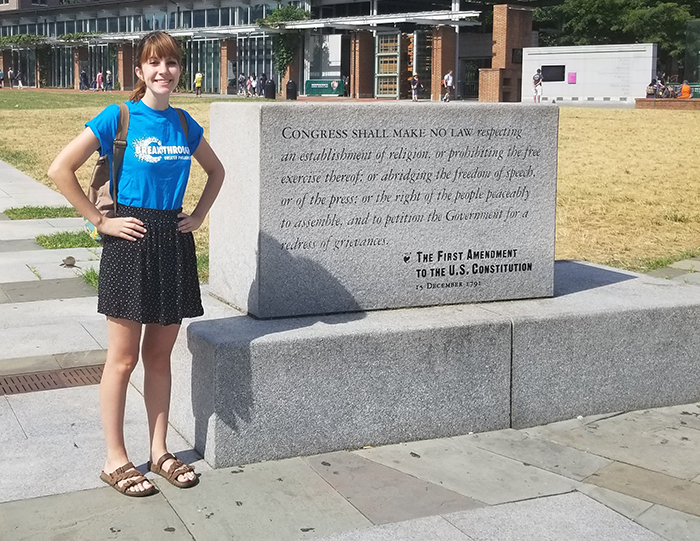 BREAKTHROUGH
GREATER PHILADELPHIA
CONGRESS SHALL MAKE NO LAW respecting
an establishment of religion, or prohibiting the free
exercise thereof; or abridging the freedom of speech,
or of the press; or the right of the people peaceably
to assemble, and to petition the Government for a
redress of grievances.
THE FIRST AMENDMENT
TO THE U.S. CONSTITUTION
15 DECEMBER 1791